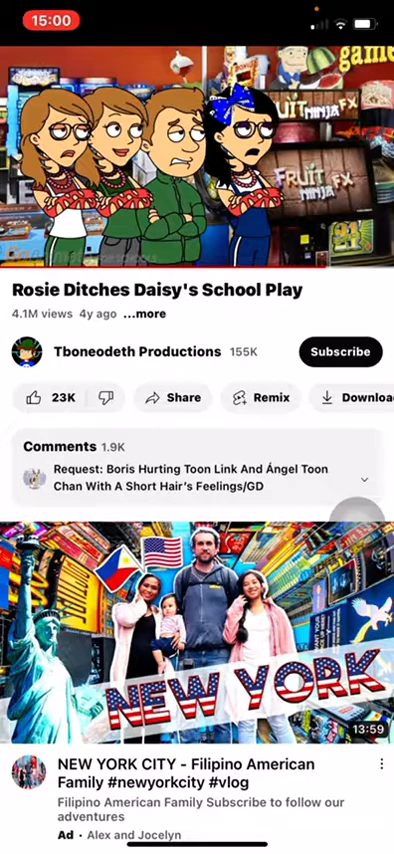 15:00
game
FRUIT NINJA FX
FRUIT FX
NINJA
Rosie Ditches Daisy's School Play
4.1M views 4y ago ...more
Tboneodeth Productions 155K
Subscribe
23K
Share
Remix
Downloa
Comments 1.9K
Request: Boris Hurting Toon Link And Ángel Toon
Chan With A Short Hair's Feelings/GD
NEW YORK
13:59
NEW YORK CITY - Filipino American
Family #newyorkcity #vlog
Filipino American Family Subscribe to follow our
adventures
Ad · Alex and Jocelyn